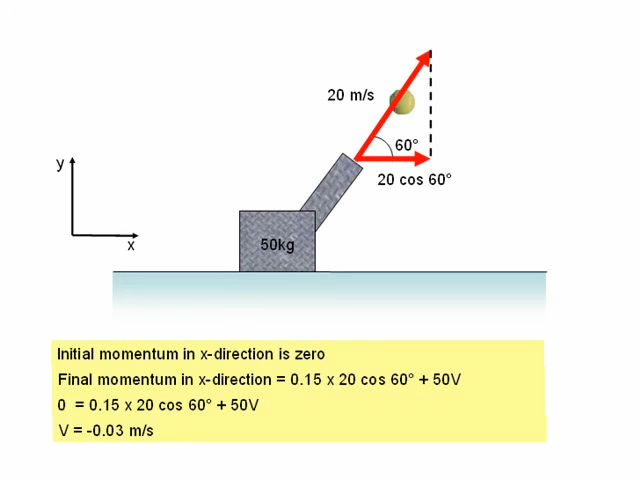 20 m/s
60°
y
20 cos 60°
x
50kg
Initial momentum in x-direction is zero
Final momentum in x-direction = 0.15 x 20 cos 60° + 50V
0 = 0.15 x 20 cos 60° + 50V
V = -0.03 m/s